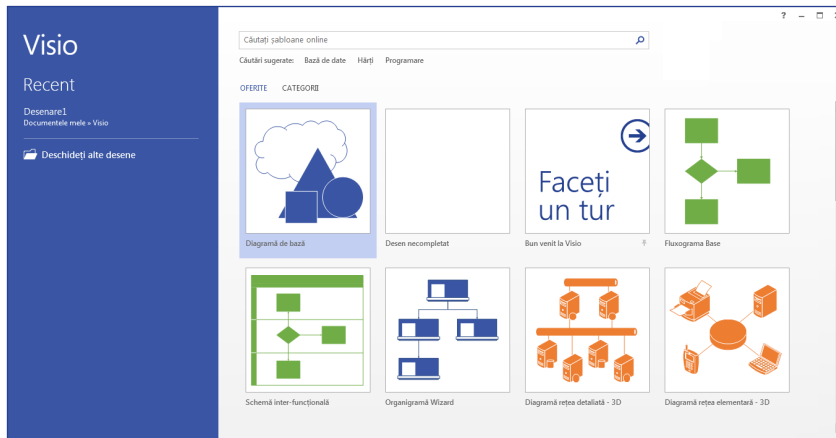 Visio
Recent
Desenare1
Documentele mele » Visio
Deschideți alte desene
Căutați șabloane online
Căutări sugerate: Bază de date Hărți Programare
OFERITE CATEGORII
Faceți
un tur
Diagramă de bază
Desen necompletat
Bun venit la Visio
Fluxograma Base
Schemă inter-funcțională
Organigramă Wizard
Diagramă rețea detaliată - 3D
Diagramă rețea elementară - 3D